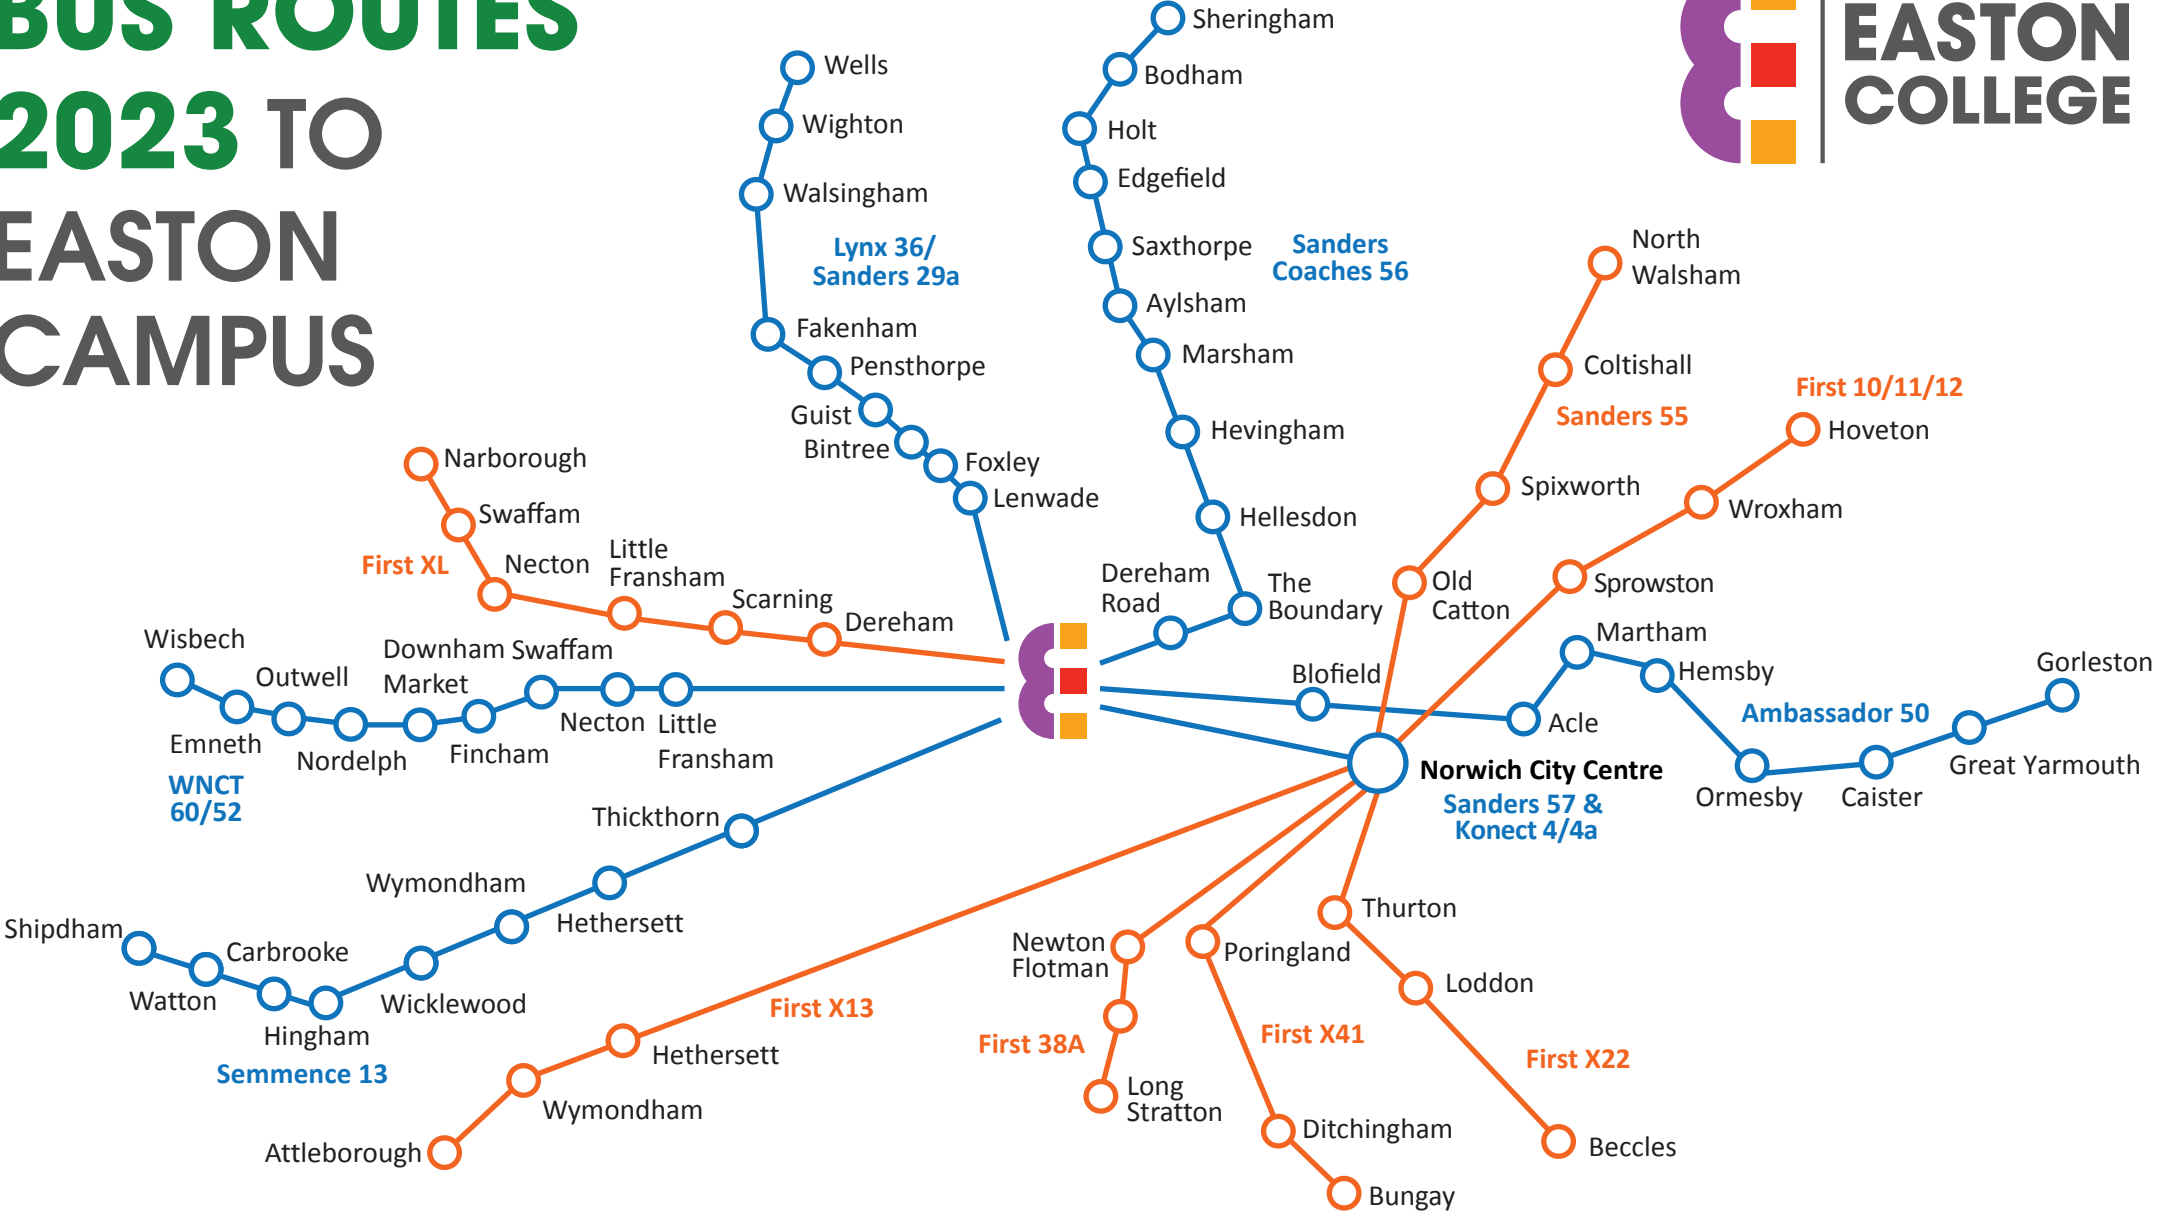 BUS ROUTES
2023 TO
EASTON
CAMPUS
EASTON
COLLEGE
Wells
Wighton
Walsingham
Lynx 36/
Sanders 29a
Fakenham
Pensthorpe
Guist
Bintree
Foxley
Lenwade
Sheringham
Bodham
Holt
Edgefield
Saxthorpe
Sanders
Coaches 56
Aylsham
Marsham
Hevingham
Hellesdon
The
Boundary
Dereham
Road
North
Walsham
Coltishall
Sanders 55
Spixworth
Old
Catton
First 10/11/12
Hoveton
Wroxham
Sprowston
Narborough
Swaffam
First XL
Necton
Little
Fransham
Scarning
Dereham
Wisbech
Outwell
Downham
Market
Swaffam
Emneth
Nordelph
Fincham
Necton
Little
Fransham
WNCT
60/52
Blofield
Acle
Martham
Hemsby
Ambassador 50
Gorleston
Great Yarmouth
Ormesby
Caister
Norwich City Centre
Sanders 57 &
Konect 4/4a
Thickthorn
Wymondham
Hethersett
Shipdham
Carbrooke
Watton
Wicklewood
Hingham
Semmence 13
First X13
Hethersett
Wymondham
Attleborough
Newton
Flotman
First 38A
Long
Stratton
Poringland
First X41
Ditchingham
Bungay
Thurton
Loddon
First X22
Beccles